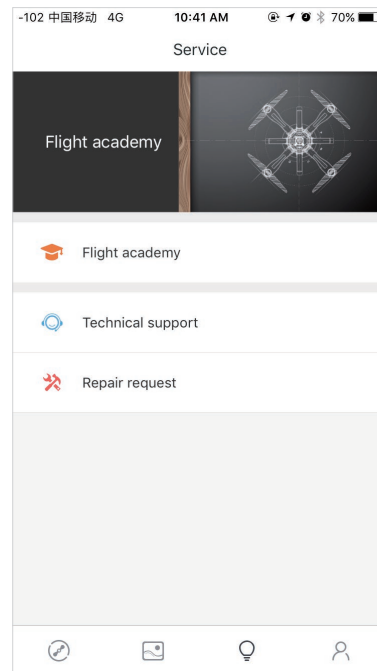 -102 中国移动 4G 10:41 AM 70%
Service
Flight academy
Flight academy
Technical support
Repair request